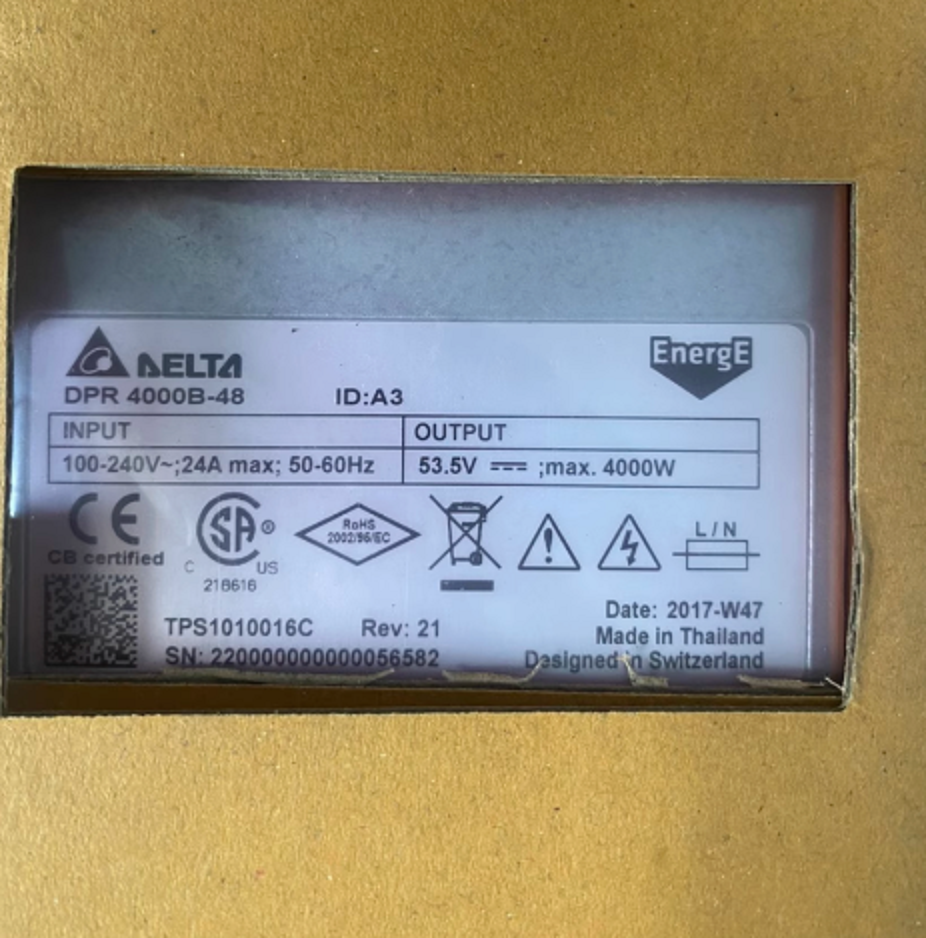 DELTA
EnergE
DPR 4000B-48 ID:A3
INPUT OUTPUT
100-240V~;24A max; 50-60Hz 53.5V ⎓ ;max. 4000W
CE
SA®
RoHS
2002/96/EC
L / N
CB certified
C US
218616
Date: 2017-W47
TPS1010016C Rev: 21
Made in Thailand
SN: 220000000000056582
Designed in Switzerland